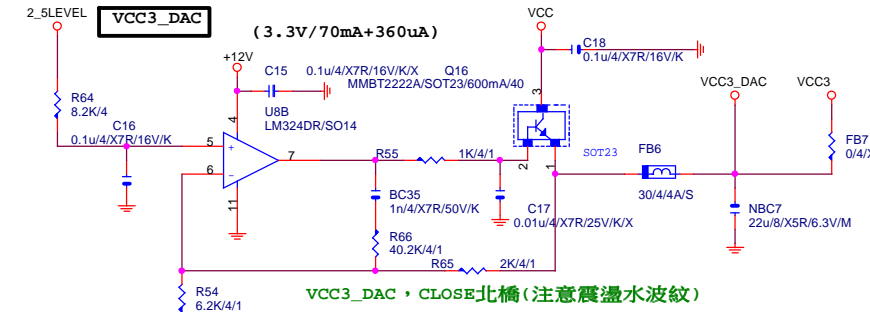 2_5LEVEL
VCC3_DAC
(3.3V/70mA+360uA)
VCC
+12V
C15
0.1u/4/X7R/16V/K/X
Q16
MMBT2222A/SOT23/600mA/40
C18
0.1u/4/X7R/16V/K
VCC3_DAC
VCC3
R64
8.2K/4
U8B
LM324DR/SO14
C16
0.1u/4/X7R/16V/K
4
3
5
+
6
-
7
11
R55
1K/4/1
2
1
SOT23
FB6
30/4/4A/S
FB7
0/4/X
BC35
1n/4/X7R/50V/K
C17
0.01u/4/X7R/25V/K/X
NBC7
22u/8/X5R/6.3V/M
R66
40.2K/4/1
R65
2K/4/1
R54
6.2K/4/1
VCC3_DAC，CLOSE北橋(注意震盪水波紋)